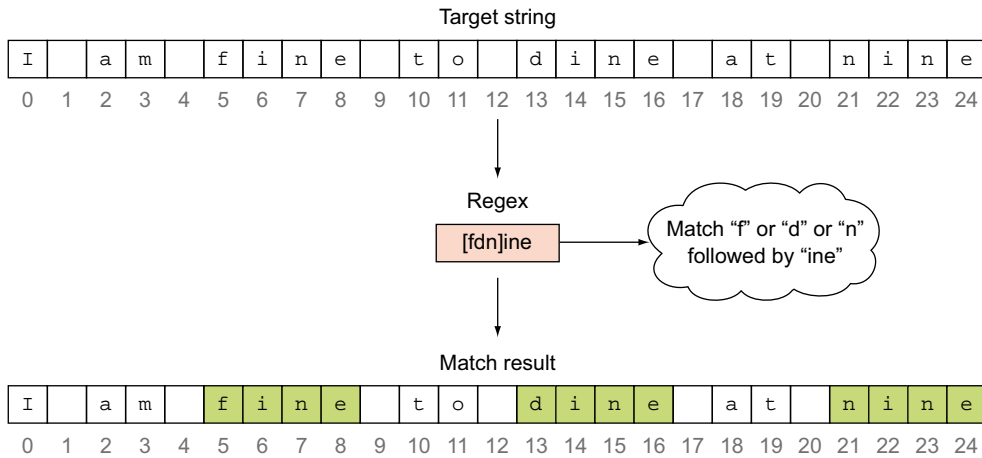 Target string
I a m f i n e t o d i n e a t n i n e
0 1 2 3 4 5 6 7 8 9 10 11 12 13 14 15 16 17 18 19 20 21 22 23 24
Regex
[fdn]ine
Match “f” or “d” or “n”
followed by “ine”
Match result
I a m f i n e t o d i n e a t n i n e
0 1 2 3 4 5 6 7 8 9 10 11 12 13 14 15 16 17 18 19 20 21 22 23 24